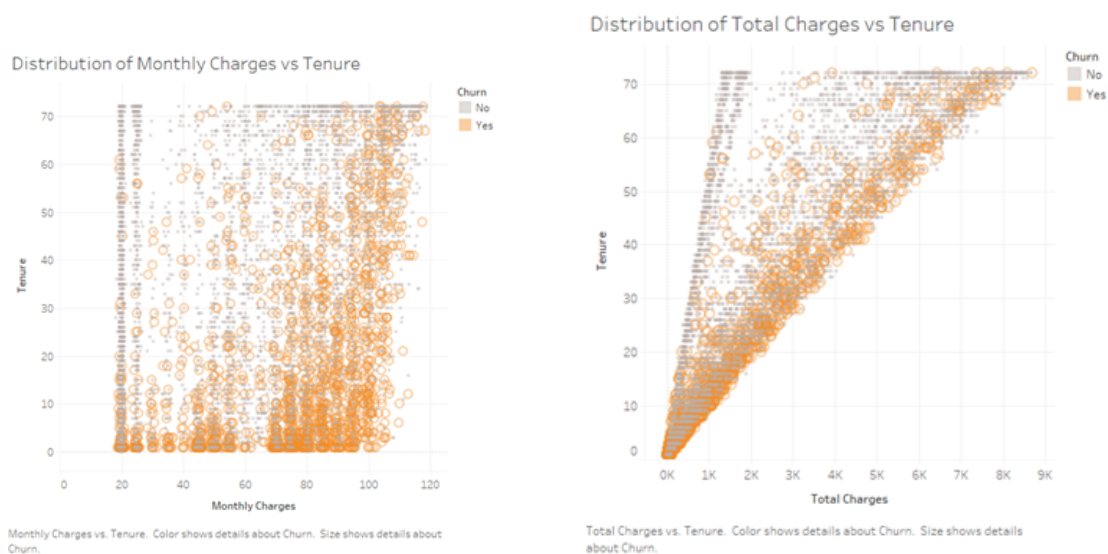 Distribution of Monthly Charges vs Tenure
Churn
No
Yes
70
60
50
40
30
20
10
0
Tenure
0 20 40 60 80 100 120
Monthly Charges
Monthly Charges vs. Tenure. Color shows details about Churn. Size shows details about
Churn.
Distribution of Total Charges vs Tenure
Churn
No
Yes
70
60
50
40
30
20
10
0
Tenure
0K 1K 2K 3K 4K 5K 6K 7K 8K 9K
Total Charges
Total Charges vs. Tenure. Color shows details about Churn. Size shows details
about Churn.